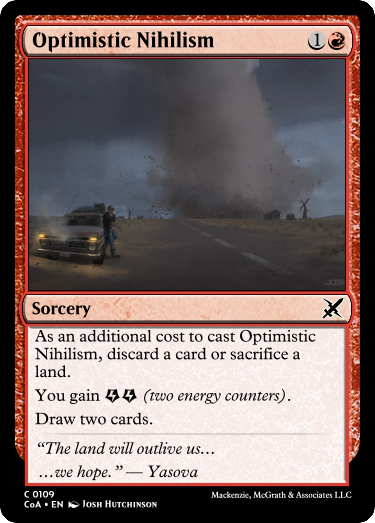 Optimistic Nihilism 1
Sorcery
As an additional cost to cast Optimistic
Nihilism, discard a card or sacrifice a
land.
You gain (two energy counters).
Draw two cards.
“The land will outlive us…
…we hope.” — Yasova
C 0109
CoA • EN Josh Hutchinson
Mackenzie, McGrath & Associates LLC